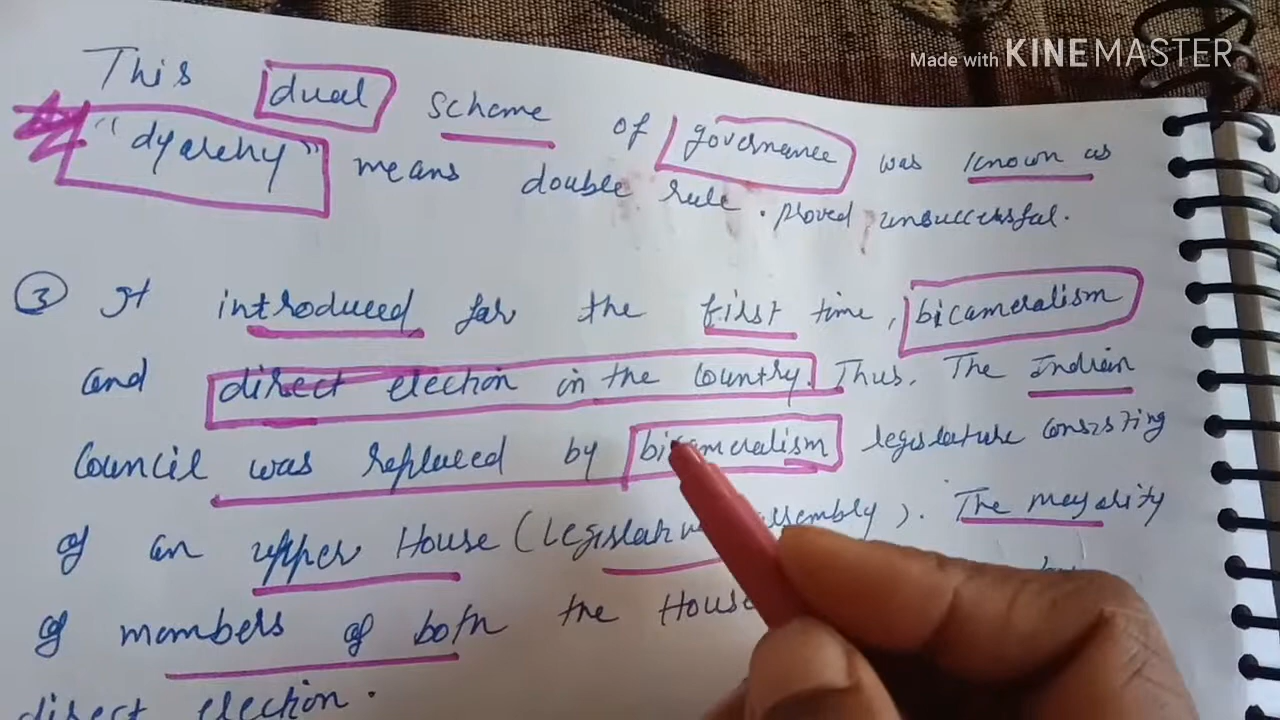 Made with KINEMASTER
This dual scheme of governance was known as
"dyarchy" means double rule. proved unsuccessful.
③ It introduced for the first time, bicameralism
and direct election in the country. Thus, The Indian
Council was replaced by bicameralism legislature consisting
of an upper House (legislative assembly). The majority
of members of both the House
direct election.